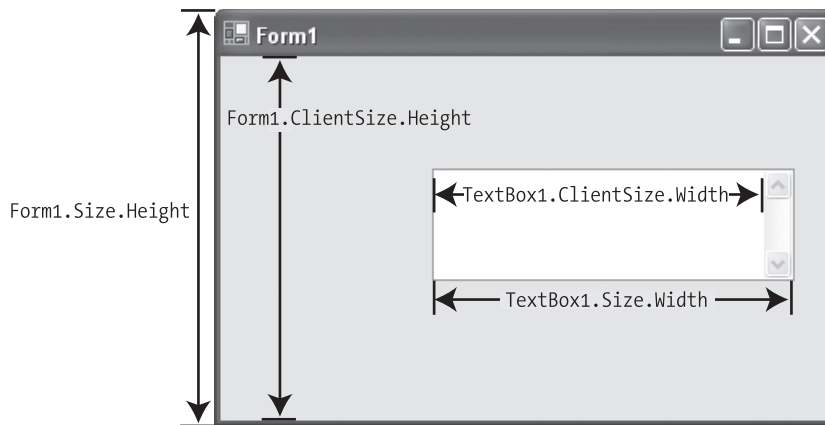 Form1
Form1.ClientSize.Height
TextBox1.ClientSize.Width
Form1.Size.Height
TextBox1.Size.Width